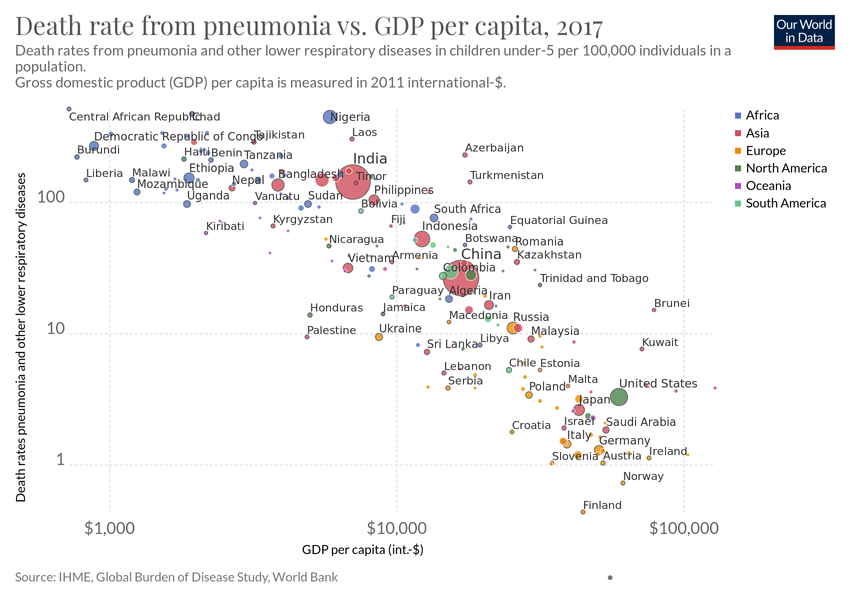 Death rate from pneumonia vs. GDP per capita, 2017
Our World
in Data
Death rates from pneumonia and other lower respiratory diseases in children under-5 per 100,000 individuals in a
population.
Gross domestic product (GDP) per capita is measured in 2011 international-$.
Central African Republic
Chad
Nigeria
Africa
Democratic Republic of Congo
Tajikistan
Laos
Asia
Burundi
Haiti
Benin
Tanzania
India
Azerbaijan
Europe
Liberia
Malawi
Ethiopia
Nepal
Bangladesh
Timor
Turkmenistan
North America
Mozambique
Uganda
Vanuatu
Sudan
Philippines
Bolivia
Oceania
100
South America
Kiribati
Kyrgyzstan
Fiji
South Africa
Equatorial Guinea
Nicaragua
Indonesia
Botswana
Romania
Vietnam
Armenia
China
Colombia
Kazakhstan
Trinidad and Tobago
Paraguay
Algeria
Iran
Honduras
Jamaica
Macedonia
Russia
Brunei
10
Palestine
Ukraine
Sri Lanka
Libya
Malaysia
Kuwait
Lebanon
Chile
Estonia
Serbia
Poland
Malta
United States
Japan
Croatia
Israel
Saudi Arabia
Italy
Germany
1
Slovenia
Austria
Ireland
Norway
Finland
Death rates pneumonia and other lower respiratory diseases
$1,000
$10,000
$100,000
GDP per capita (int.-$)
Source: IHME, Global Burden of Disease Study, World Bank